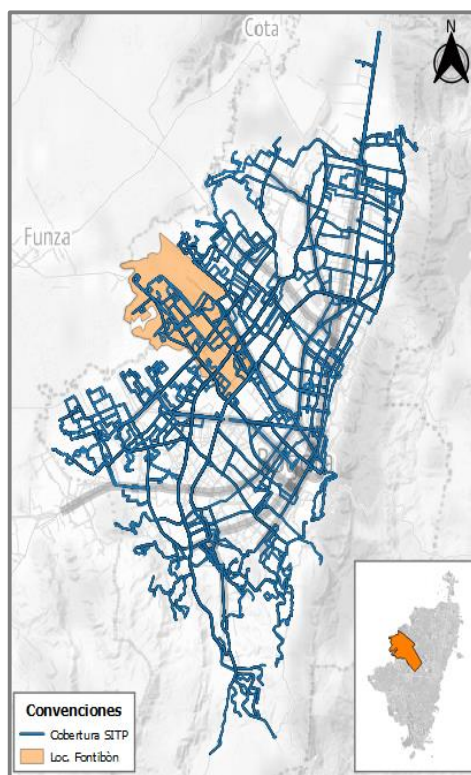 Cota
N
Funza
Convenciones
Cobertura SITP
Loc. Fontibòn